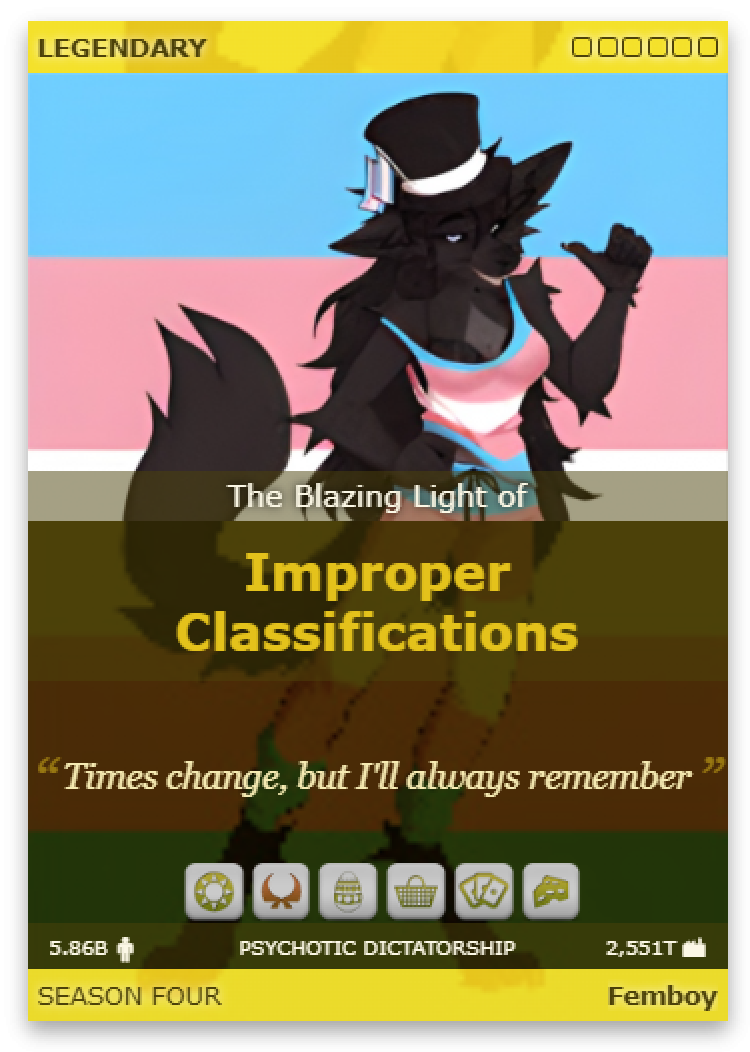 LEGENDARY
The Blazing Light of
Improper
Classifications
“Times change, but I'll always remember”
5.86B PSYCHOTIC DICTATORSHIP 2,551T
SEASON FOUR Femboy